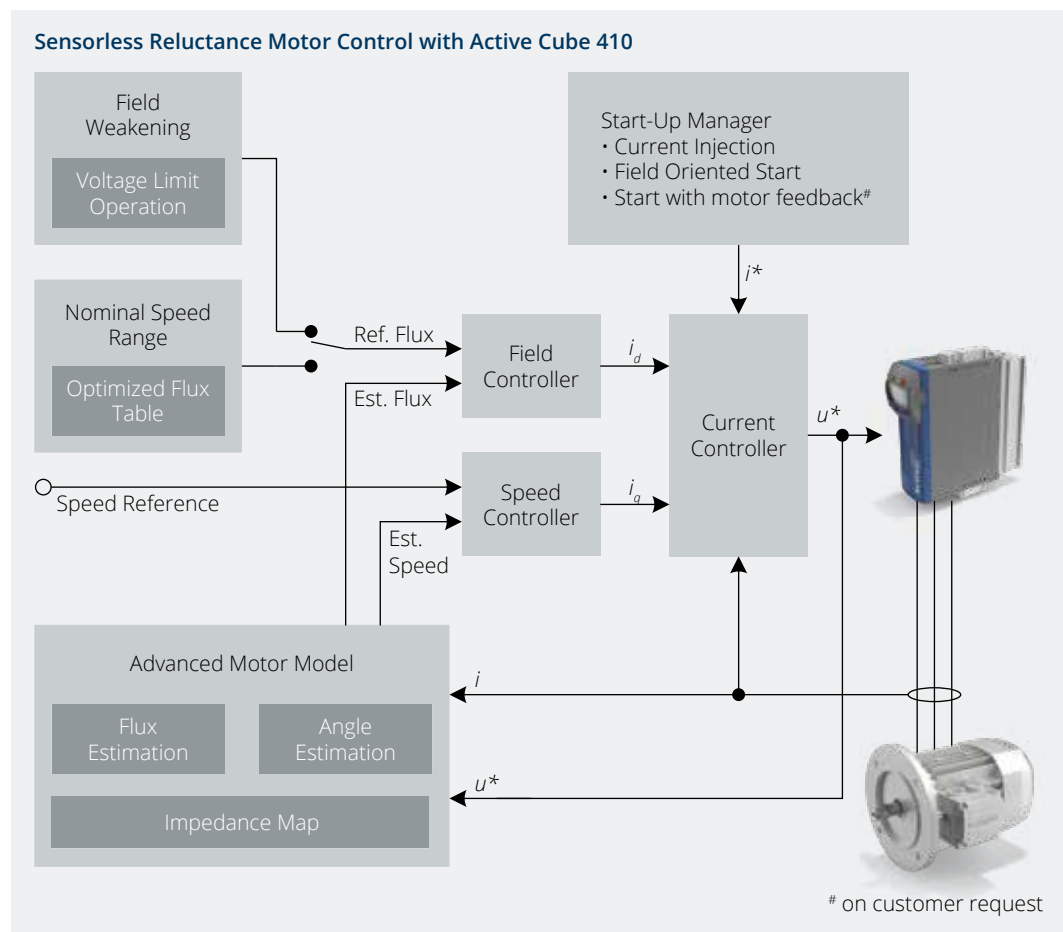 Sensorless Reluctance Motor Control with Active Cube 410
Field
Weakening
Voltage Limit
Operation
Start-Up Manager
• Current Injection
• Field Oriented Start
• Start with motor feedback#
i*
Nominal Speed
Range
Optimized Flux
Table
Ref. Flux
Est. Flux
Field
Controller
i_d
Current
Controller
u*
Speed Reference
Speed
Controller
i_q
Est.
Speed
Advanced Motor Model
Flux
Estimation
Angle
Estimation
Impedance Map
i
u*
# on customer request